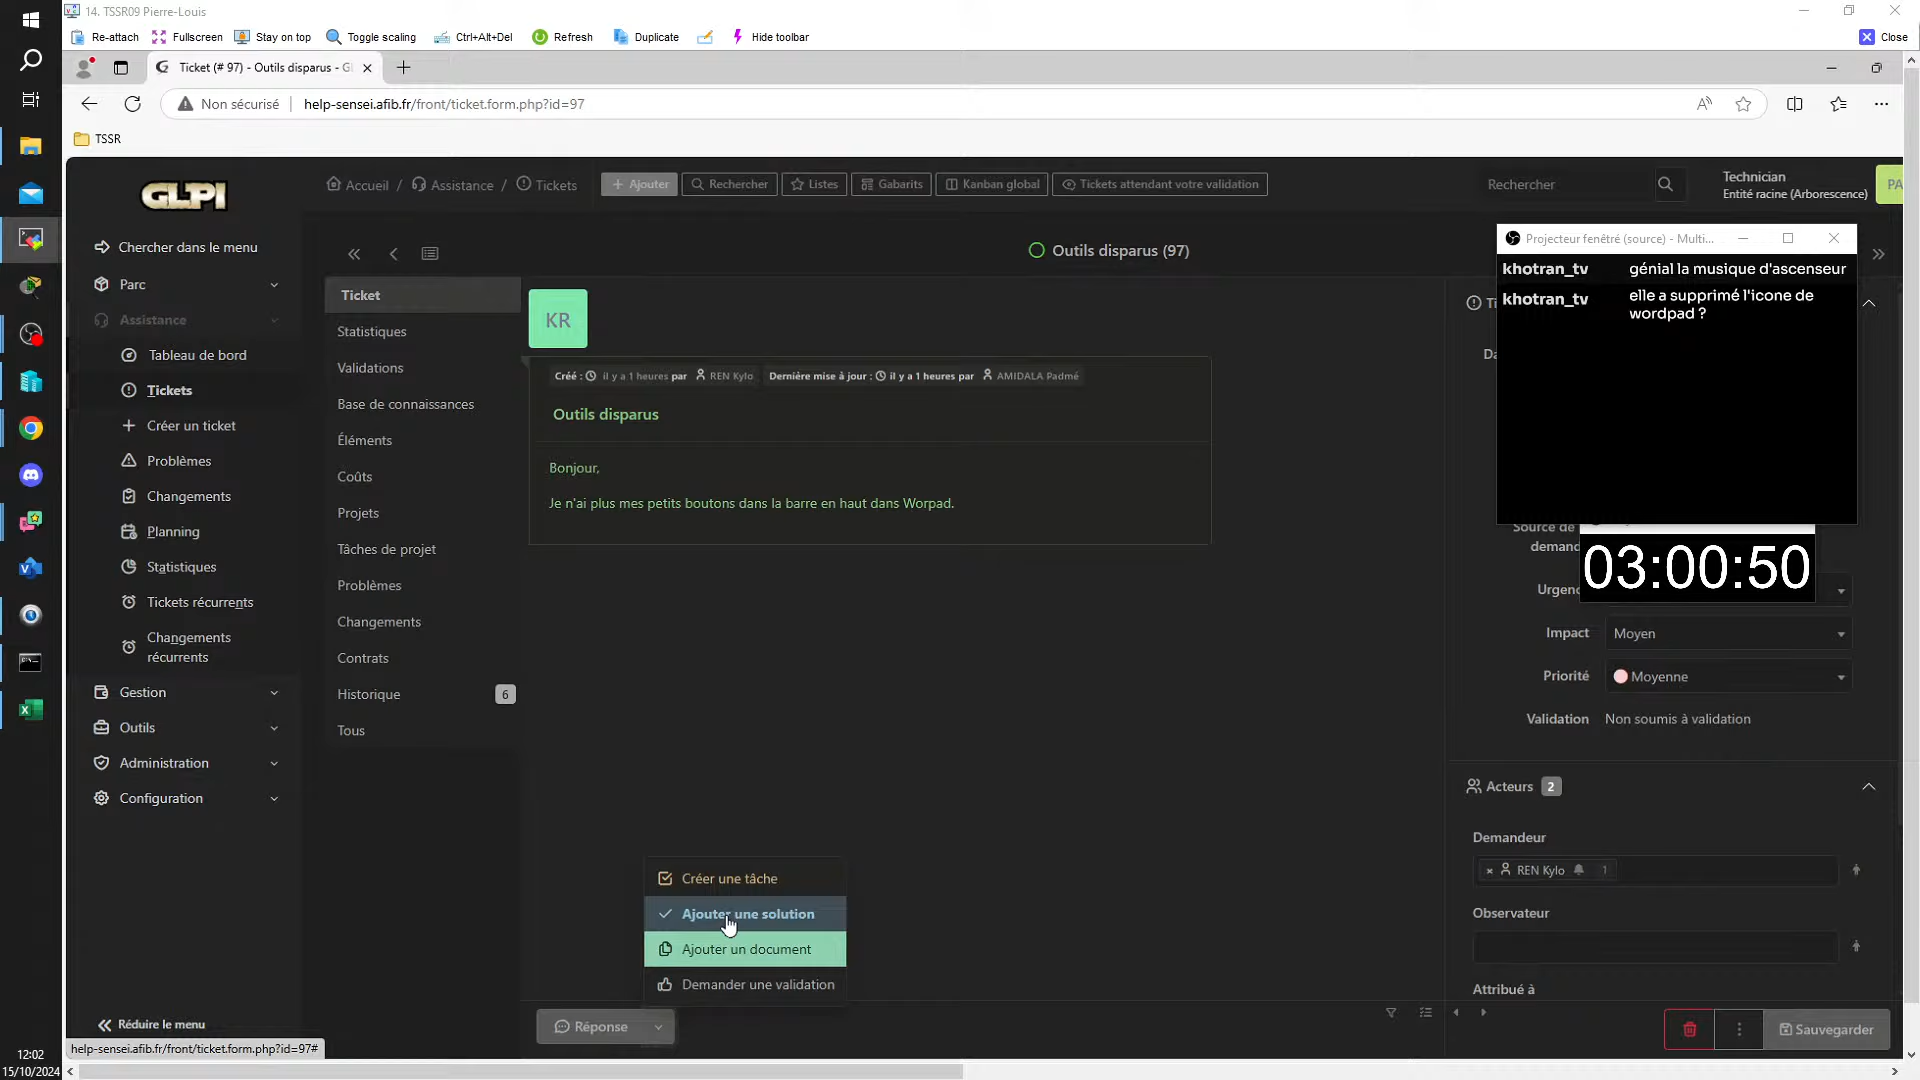 14. TSSR09 Pierre-Louis
Re-attach Fullscreen Stay on top Toggle scaling Ctrl+Alt+Del Refresh Duplicate Hide toolbar Close
Ticket (# 97) - Outils disparus - G
Non sécurisé help-sensei.afib.fr/front/ticket.form.php?id=97
TSSR
GLPI
Accueil / Assistance / Tickets + Ajouter Rechercher Listes Gabarits Kanban global Tickets attendant votre validation Rechercher Technician
Entité racine (Arborescence) PA
Chercher dans le menu
Parc
Assistance
Tableau de bord
Tickets
Créer un ticket
Problèmes
Changements
Planning
Statistiques
Tickets récurrents
Changements
récurrents
Gestion
Outils
Administration
Configuration
Réduire le menu
help-sensei.afib.fr/front/ticket.form.php?id=97#
12:02
15/10/2024
Outils disparus (97)
Ticket
Statistiques
Validations
Base de connaissances
Éléments
Coûts
Projets
Tâches de projet
Problèmes
Changements
Contrats
Historique 6
Tous
KR
Créé : il y a 1 heures par REN Kylo Dernière mise à jour : il y a 1 heures par AMIDALA Padmé
Outils disparus
Bonjour,
Je n'ai plus mes petits boutons dans la barre en haut dans Worpad.
Créer une tâche
Ajouter une solution
Ajouter un document
Demander une validation
Réponse
Projecteur fenêtré (source) - Multi...
khotran_tv génial la musique d'ascenseur
khotran_tv elle a supprimé l'icone de
wordpad ?
03:00:50
Source de
demand
Urgenc
Impact Moyen
Priorité Moyenne
Validation Non soumis à validation
Acteurs 2
Demandeur
× REN Kylo 1
Observateur
Attribué à
Sauvegarder